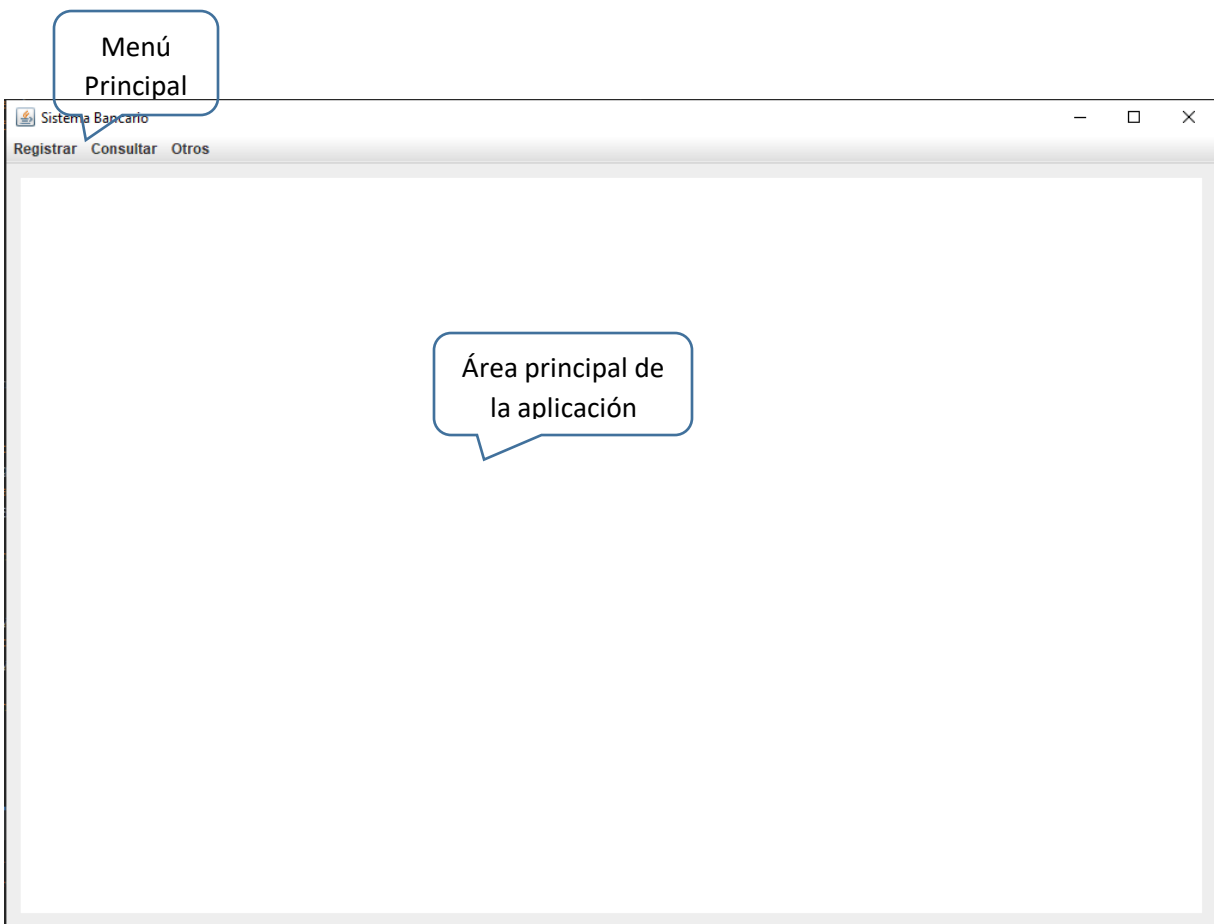 Menú
Principal
Sistema Bancario
Registrar Consultar Otros
Área principal de
la aplicación